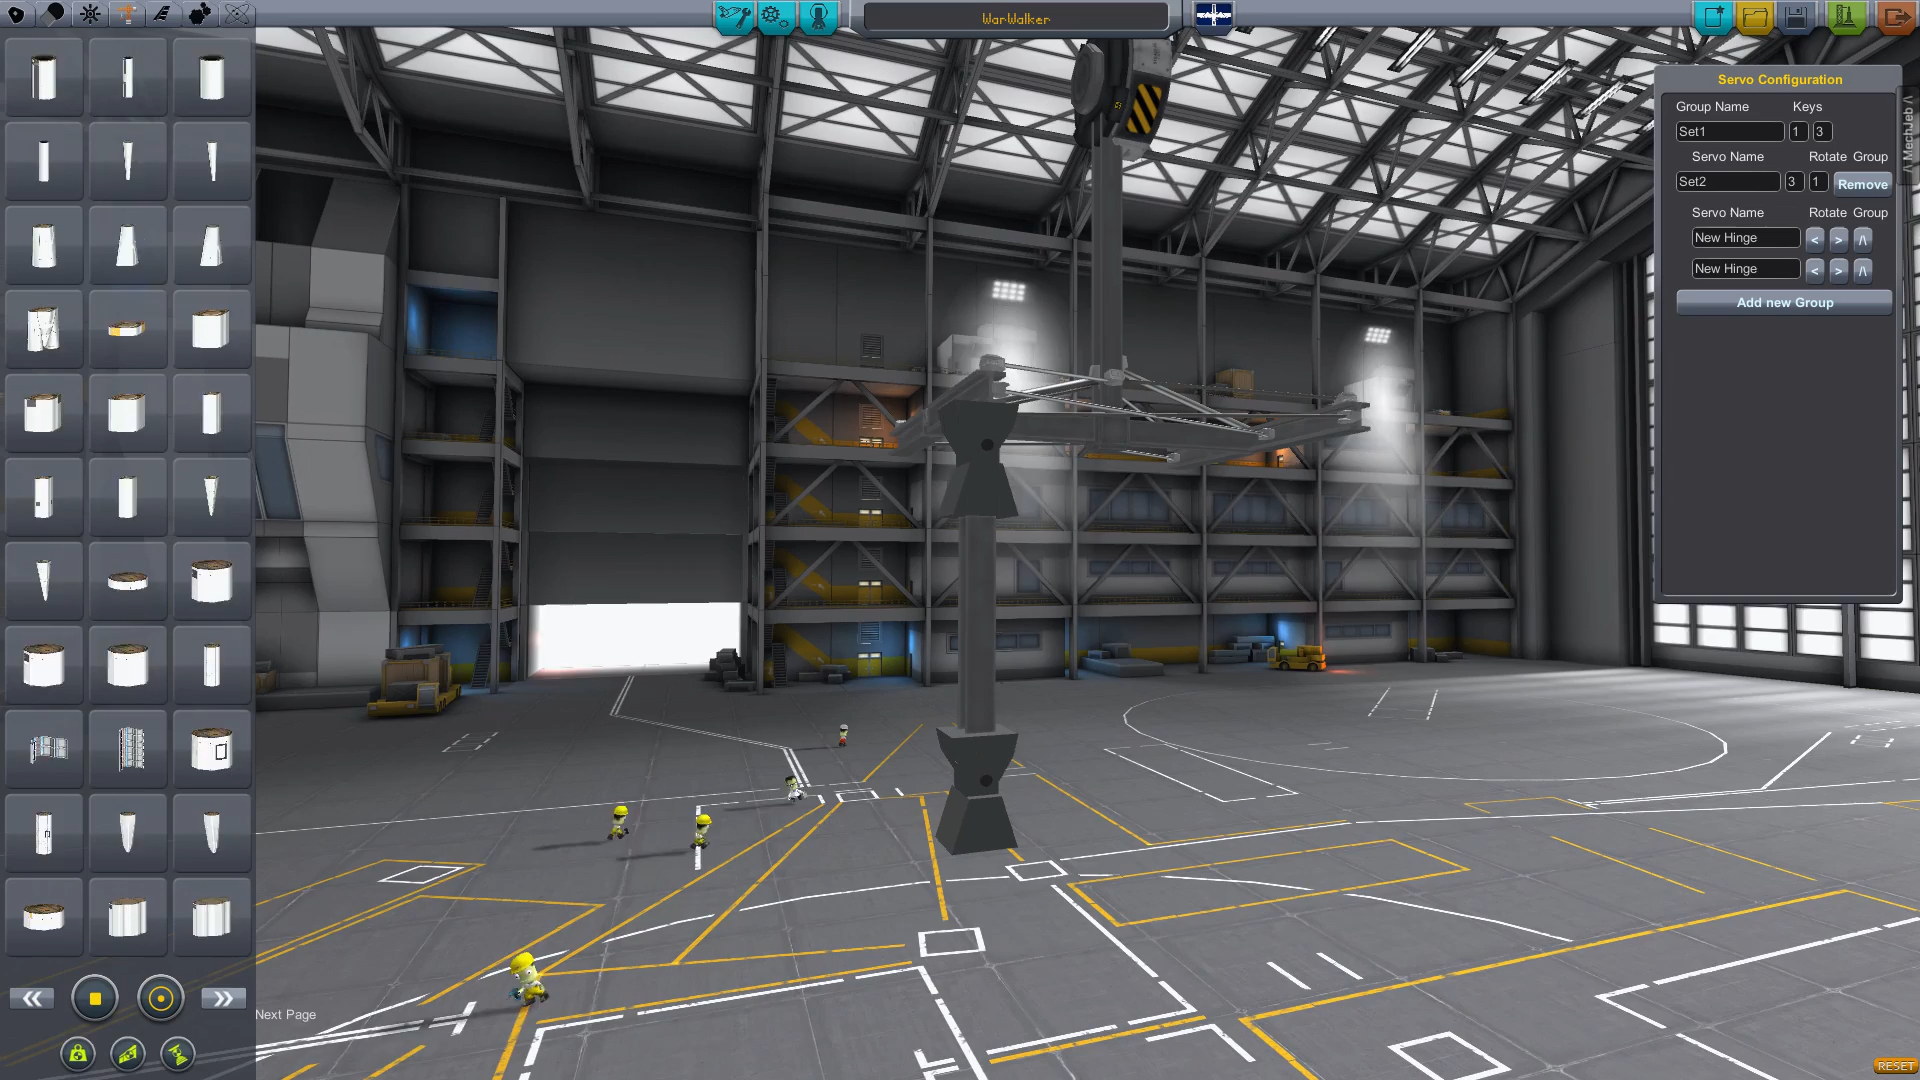 WarWalker
Servo Configuration
Group Name Keys
Set1 1 3
Servo Name Rotate Group
Set2 3 1 Remove
Servo Name Rotate Group
New Hinge < > /\
New Hinge < > /\
Add new Group
/\ MechJeb /\
Next Page
RESET